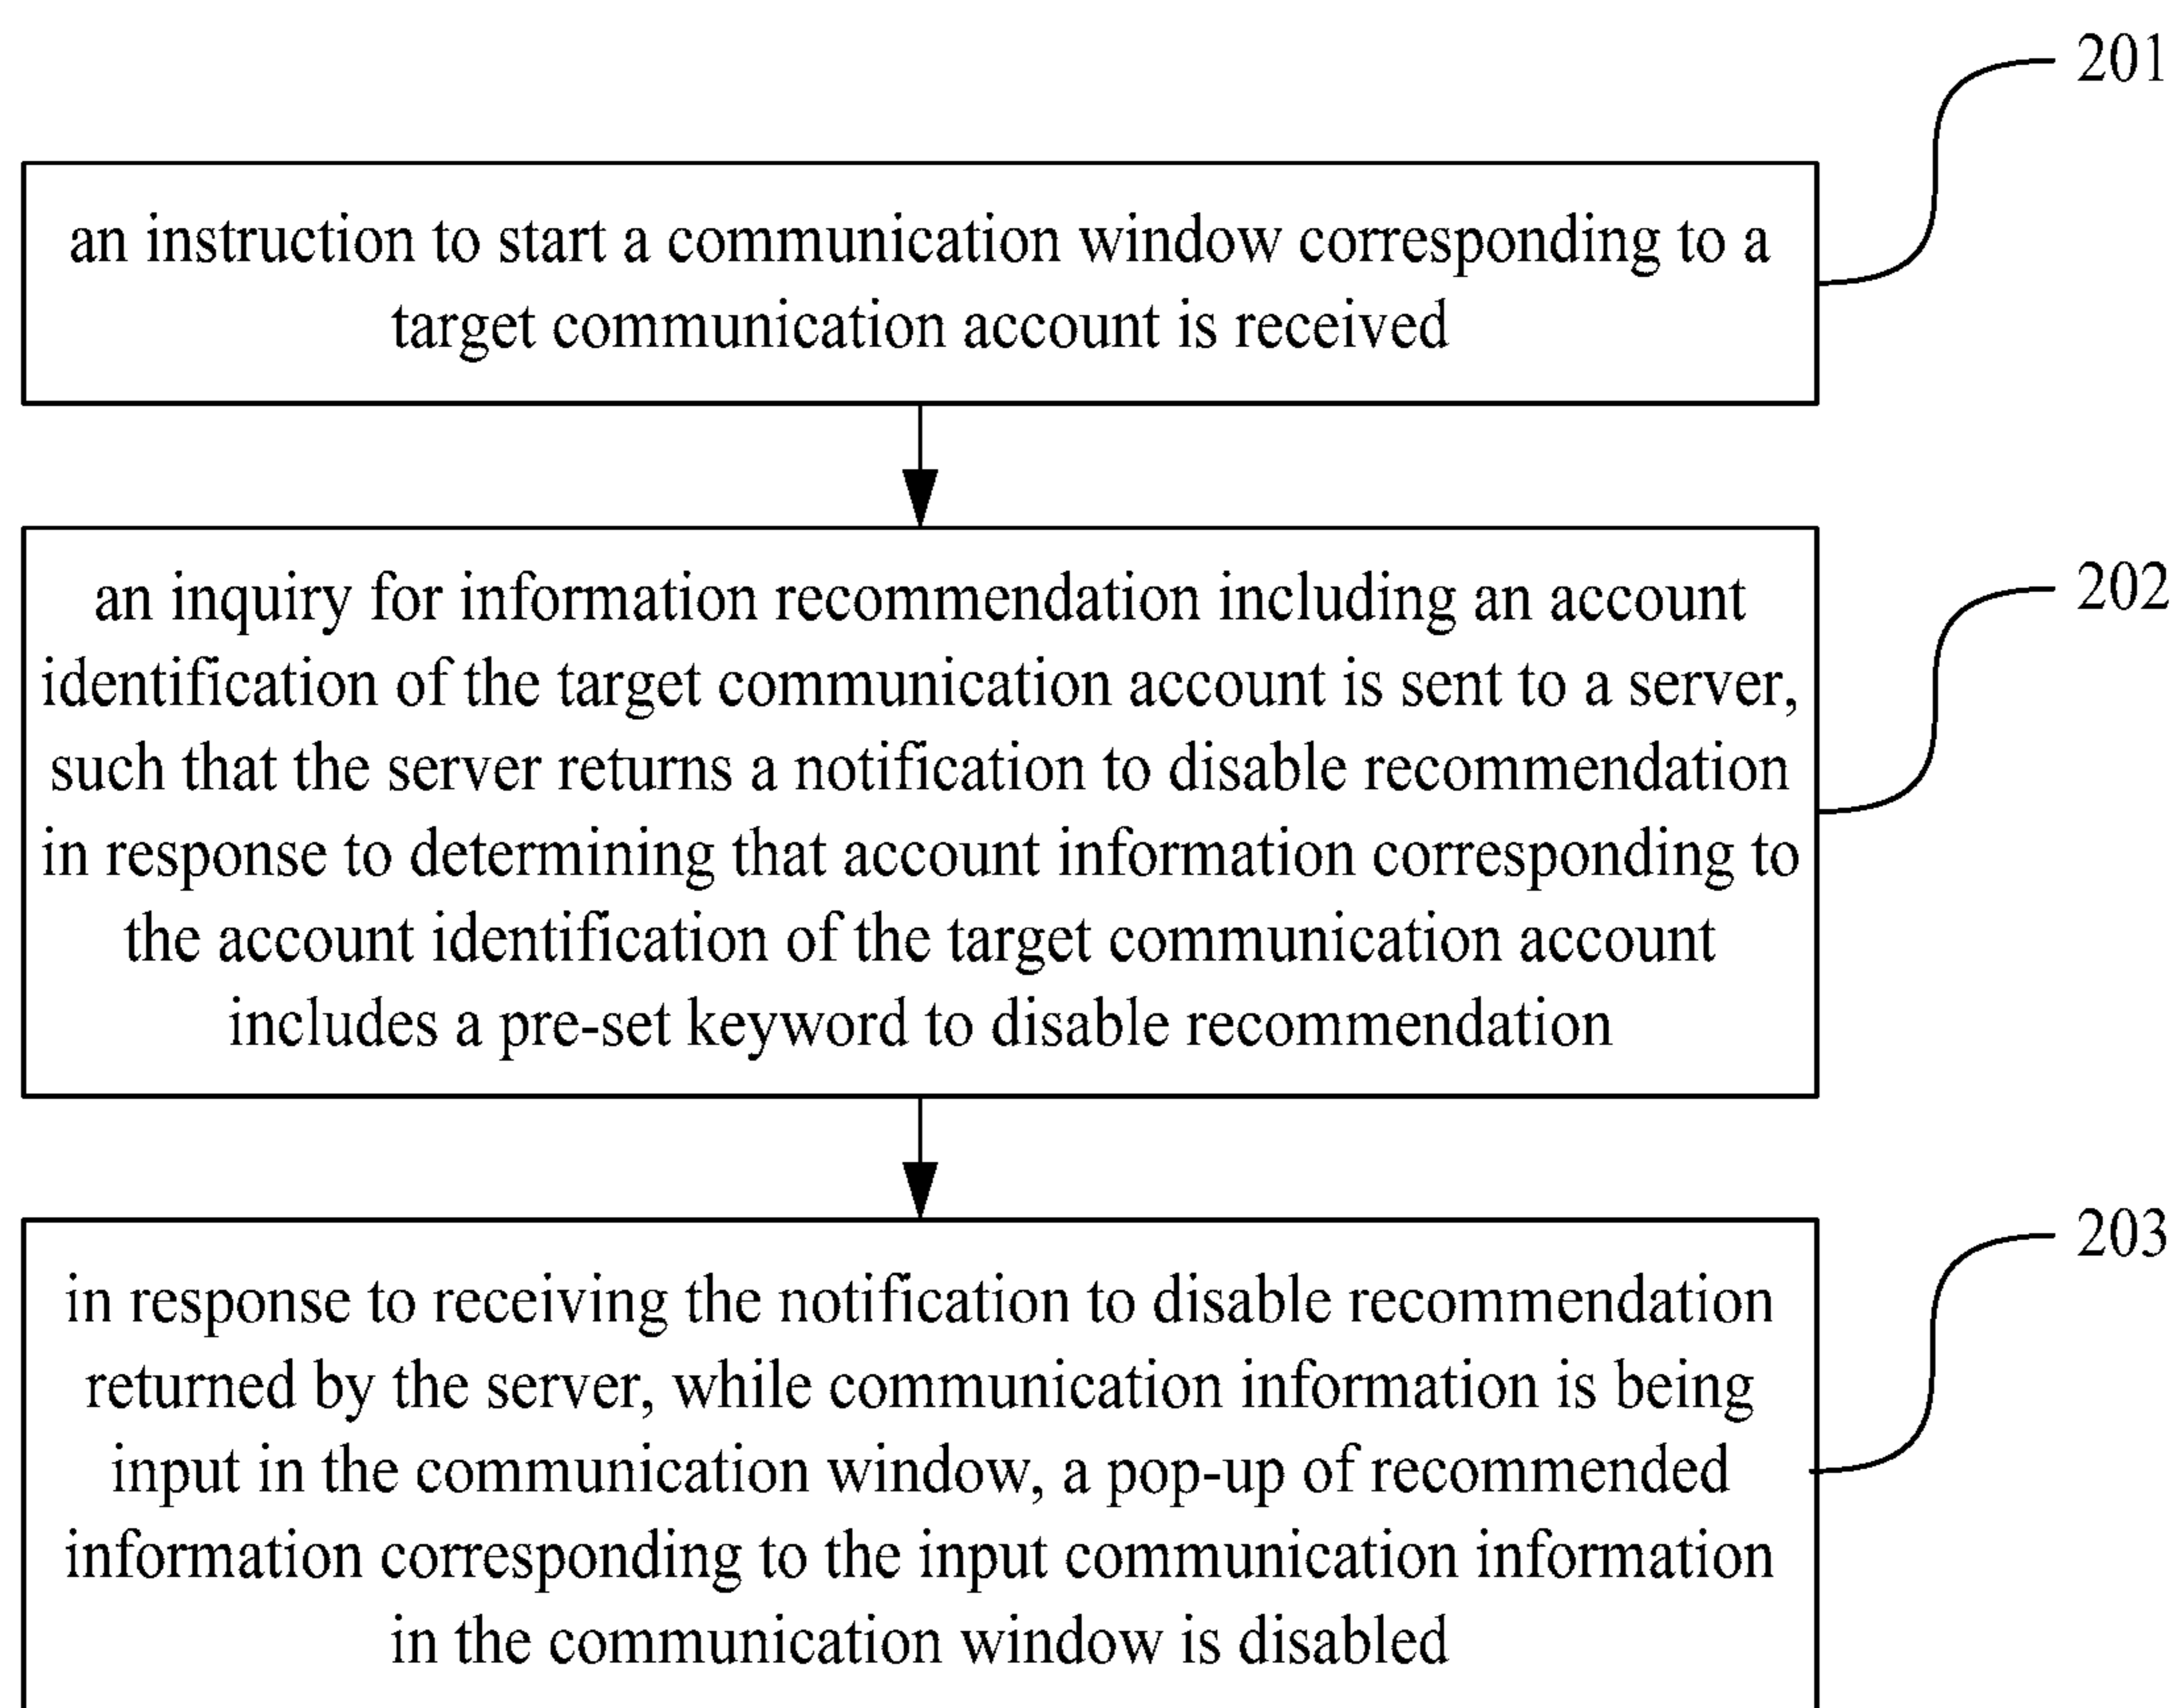 201
an instruction to start a communication window corresponding to a
target communication account is received
202
an inquiry for information recommendation including an account
identification of the target communication account is sent to a server,
such that the server returns a notification to disable recommendation
in response to determining that account information corresponding to
the account identification of the target communication account
includes a pre-set keyword to disable recommendation
203
in response to receiving the notification to disable recommendation
returned by the server, while communication information is being
input in the communication window, a pop-up of recommended
information corresponding to the input communication information
in the communication window is disabled